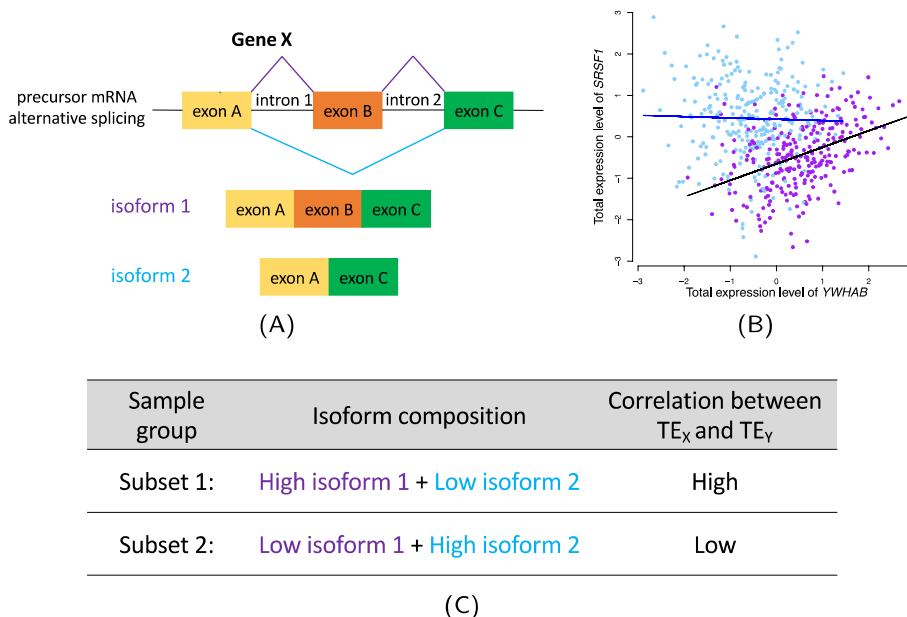 Gene X
precursor mRNA
alternative splicing
exon A intron 1 exon B intron 2 exon C
isoform 1 exon A exon B exon C
isoform 2 exon A exon C
(A)
Total expression level of SRSF1
3
2
1
0
−1
−2
−3
−3 −2 −1 0 1 2
Total expression level of YWHAB
(B)
Sample group Isoform composition Correlation between TEX and TEY
Subset 1: High isoform 1 + Low isoform 2 High
Subset 2: Low isoform 1 + High isoform 2 Low
(C)